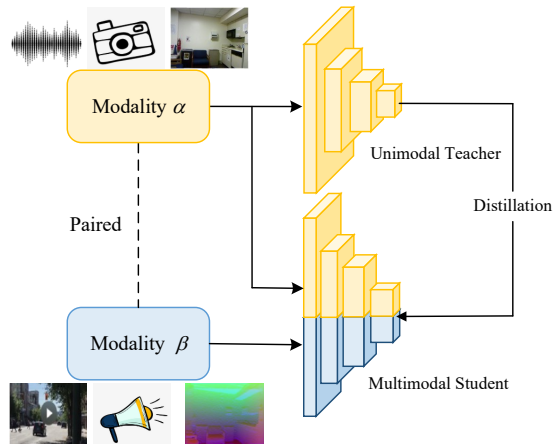 Modality α
Unimodal Teacher
Paired
Distillation
Modality β
Multimodal Student